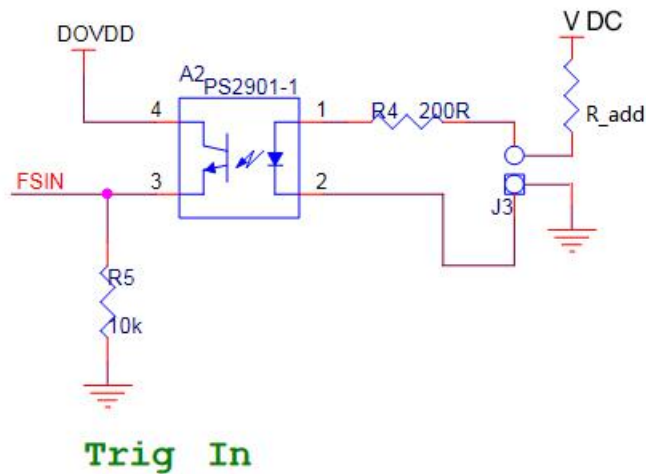 V DC
DOVDD
A2 PS2901-1
4 1 R4 200R R_add
FSIN 3 2
J3
R5
10k
Trig In